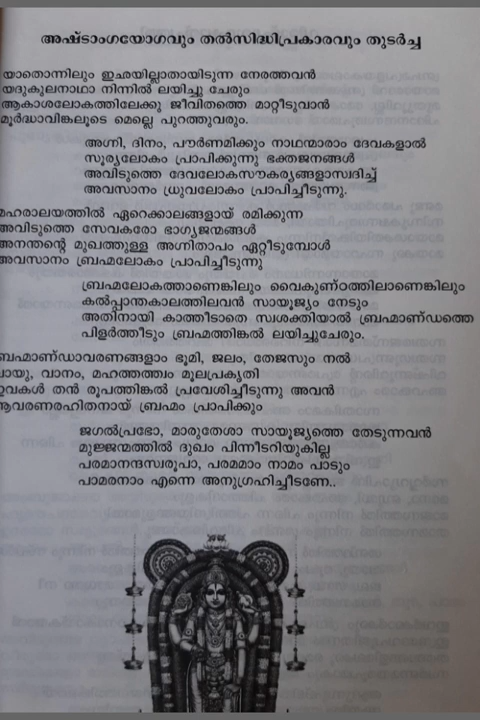 അഷ്ടാംഗയോഗവും തൽസിദ്ധിപ്രകാരവും തുടർച്ച
യാതൊന്നിലും ഇഛയില്ലാതായിടുന്ന നേരത്തവൻ
യദുകുലനാഥാ നിന്നിൽ ലയിച്ചു ചേരും
ആകാശലോകത്തിലേക്കു ജീവിതത്തെ മാറ്റീടുവാൻ
മൂർദ്ധാവിങ്കലൂടെ മെല്ലെ പുറത്തുവരും.
അഗ്നി, ദിനം, പൗർണമിക്കും നാഥന്മാരാം ദേവകളാൽ
സൂര്യലോകം പ്രാപിക്കുന്നു ഭക്തജനങ്ങൾ
അവിടുത്തെ ദേവലോകസൗകര്യങ്ങളാസ്വദിച്ച്
അവസാനം ധ്രുവലോകം പ്രാപിച്ചീടുന്നു.
മഹരാലയത്തിൽ ഏറെക്കാലങ്ങളായ് രമിക്കുന്ന
അവിടുത്തെ സേവകരോ ഭാഗ്യജന്മങ്ങൾ
അനന്തന്റെ മുഖത്തുള്ള അഗ്നിതാപം ഏറ്റീടുമ്പോൾ
അവസാനം ബ്രഹ്മലോകം പ്രാപിച്ചീടുന്നു
ബ്രഹ്മലോകത്താണെങ്കിലും വൈകുണ്ഠത്തിലാണെങ്കിലും
കൽപ്പാന്തകാലത്തിലവൻ സായൂജ്യം നേടും
അതിനായി കാത്തീടാതെ സ്വശക്തിയാൽ ബ്രഹ്മാണ്ഡത്തെ
പിളർത്തീടും ബ്രഹ്മത്തിങ്കൽ ലയിച്ചുചേരും.
ബ്രഹ്മാണ്ഡാവരണങ്ങളാം ഭൂമി, ജലം, തേജസും നൽ
വായു, വാനം, മഹത്തത്ത്വം മൂലപ്രകൃതി
ഇവകൾ തൻ രൂപത്തിങ്കൽ പ്രവേശിച്ചീടുന്നു അവൻ
ആവരണരഹിതനായ് ബ്രഹ്മം പ്രാപിക്കും
ജഗൽപ്രഭോ, മാരുതേശാ സായൂജ്യത്തെ തേടുന്നവൻ
മുജ്ജന്മത്തിൽ ദുഖം പിന്നീടറിയുകില്ല
പരമാനന്ദസ്വരൂപാ, പരമമാം നാമം പാടും
പാമരനാം എന്നെ അനുഗ്രഹിച്ചീടണേ..